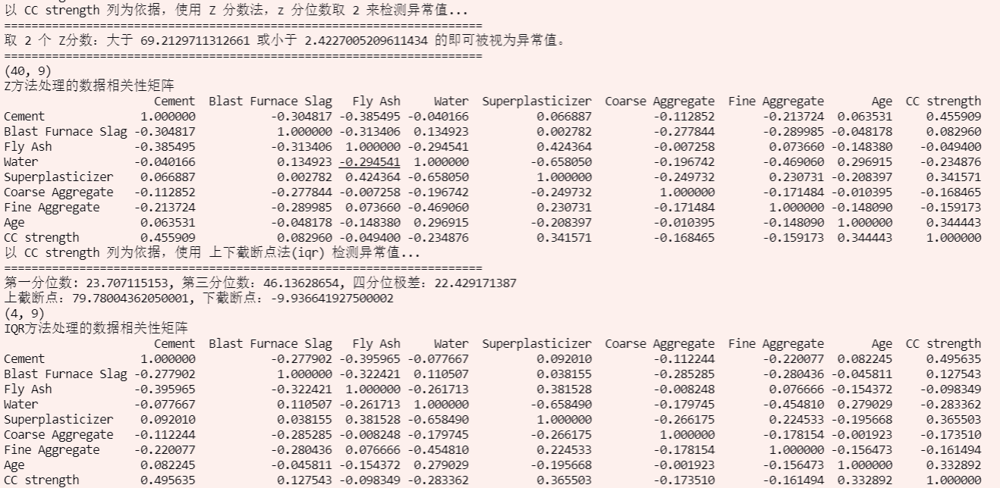 以 CC strength 列为依据，使用 Z 分数法，z 分位数取 2 来检测异常值...
======================================================================
取 2 个 Z分数：大于 69.2129711312661 或小于 2.4227005209611434 的即可被视为异常值。
======================================================================
(40, 9)
Z方法处理的数据相关性矩阵
Cement Blast Furnace Slag Fly Ash Water Superplasticizer Coarse Aggregate Fine Aggregate Age CC strength
Cement 1.000000 -0.304817 -0.385495 -0.040166 0.066887 -0.112852 -0.213724 0.063531 0.455909
Blast Furnace Slag -0.304817 1.000000 -0.313406 0.134923 0.002782 -0.277844 -0.289985 -0.048178 0.082960
Fly Ash -0.385495 -0.313406 1.000000 -0.294541 0.424364 -0.007258 0.073660 -0.148380 -0.049400
Water -0.040166 0.134923 -0.294541 1.000000 -0.658050 -0.196742 -0.469060 0.296915 -0.234876
Superplasticizer 0.066887 0.002782 0.424364 -0.658050 1.000000 -0.249732 0.230731 -0.208397 0.341571
Coarse Aggregate -0.112852 -0.277844 -0.007258 -0.196742 -0.249732 1.000000 -0.171484 -0.010395 -0.168465
Fine Aggregate -0.213724 -0.289985 0.073660 -0.469060 0.230731 -0.171484 1.000000 -0.148090 -0.159173
Age 0.063531 -0.048178 -0.148380 0.296915 -0.208397 -0.010395 -0.148090 1.000000 0.344443
CC strength 0.455909 0.082960 -0.049400 -0.234876 0.341571 -0.168465 -0.159173 0.344443 1.000000
以 CC strength 列为依据，使用 上下截断点法(iqr) 检测异常值...
======================================================================
第一分位数: 23.707115153, 第三分位数：46.13628654, 四分位极差：22.429171387
上截断点：79.78004362050001, 下截断点：-9.936641927500002
(4, 9)
IQR方法处理的数据相关性矩阵
Cement Blast Furnace Slag Fly Ash Water Superplasticizer Coarse Aggregate Fine Aggregate Age CC strength
Cement 1.000000 -0.277902 -0.395965 -0.077667 0.092010 -0.112244 -0.220077 0.082245 0.495635
Blast Furnace Slag -0.277902 1.000000 -0.322421 0.110507 0.038155 -0.285285 -0.280436 -0.045811 0.127543
Fly Ash -0.395965 -0.322421 1.000000 -0.261713 0.381528 -0.008248 0.076666 -0.154372 -0.098349
Water -0.077667 0.110507 -0.261713 1.000000 -0.658490 -0.179745 -0.454810 0.279029 -0.283362
Superplasticizer 0.092010 0.038155 0.381528 -0.658490 1.000000 -0.266175 0.224533 -0.195668 0.365503
Coarse Aggregate -0.112244 -0.285285 -0.008248 -0.179745 -0.266175 1.000000 -0.178154 -0.001923 -0.173510
Fine Aggregate -0.220077 -0.280436 0.076666 -0.454810 0.224533 -0.178154 1.000000 -0.156473 -0.161494
Age 0.082245 -0.045811 -0.154372 0.279029 -0.195668 -0.001923 -0.156473 1.000000 0.332892
CC strength 0.495635 0.127543 -0.098349 -0.283362 0.365503 -0.173510 -0.161494 0.332892 1.000000